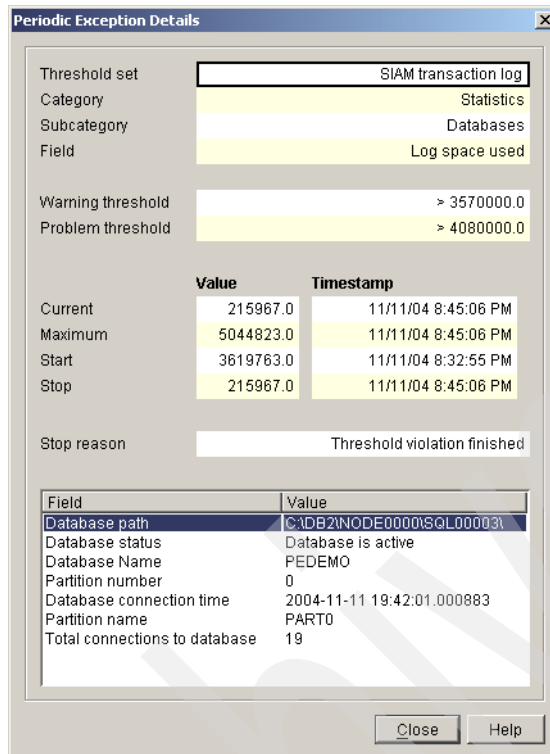 Periodic Exception Details
Threshold set SIAM transaction log
Category Statistics
Subcategory Databases
Field Log space used
Warning threshold > 3570000.0
Problem threshold > 4080000.0
Value Timestamp
Current 215967.0 11/11/04 8:45:06 PM
Maximum 5044823.0 11/11/04 8:45:06 PM
Start 3619763.0 11/11/04 8:32:55 PM
Stop 215967.0 11/11/04 8:45:06 PM
Stop reason Threshold violation finished
Field Value
Database path C:\DB2\NODE0000\SQL00003\
Database status Database is active
Database Name PEDEMO
Partition number 0
Database connection time 2004-11-11 19:42:01.000883
Partition name PART0
Total connections to database 19
Close Help